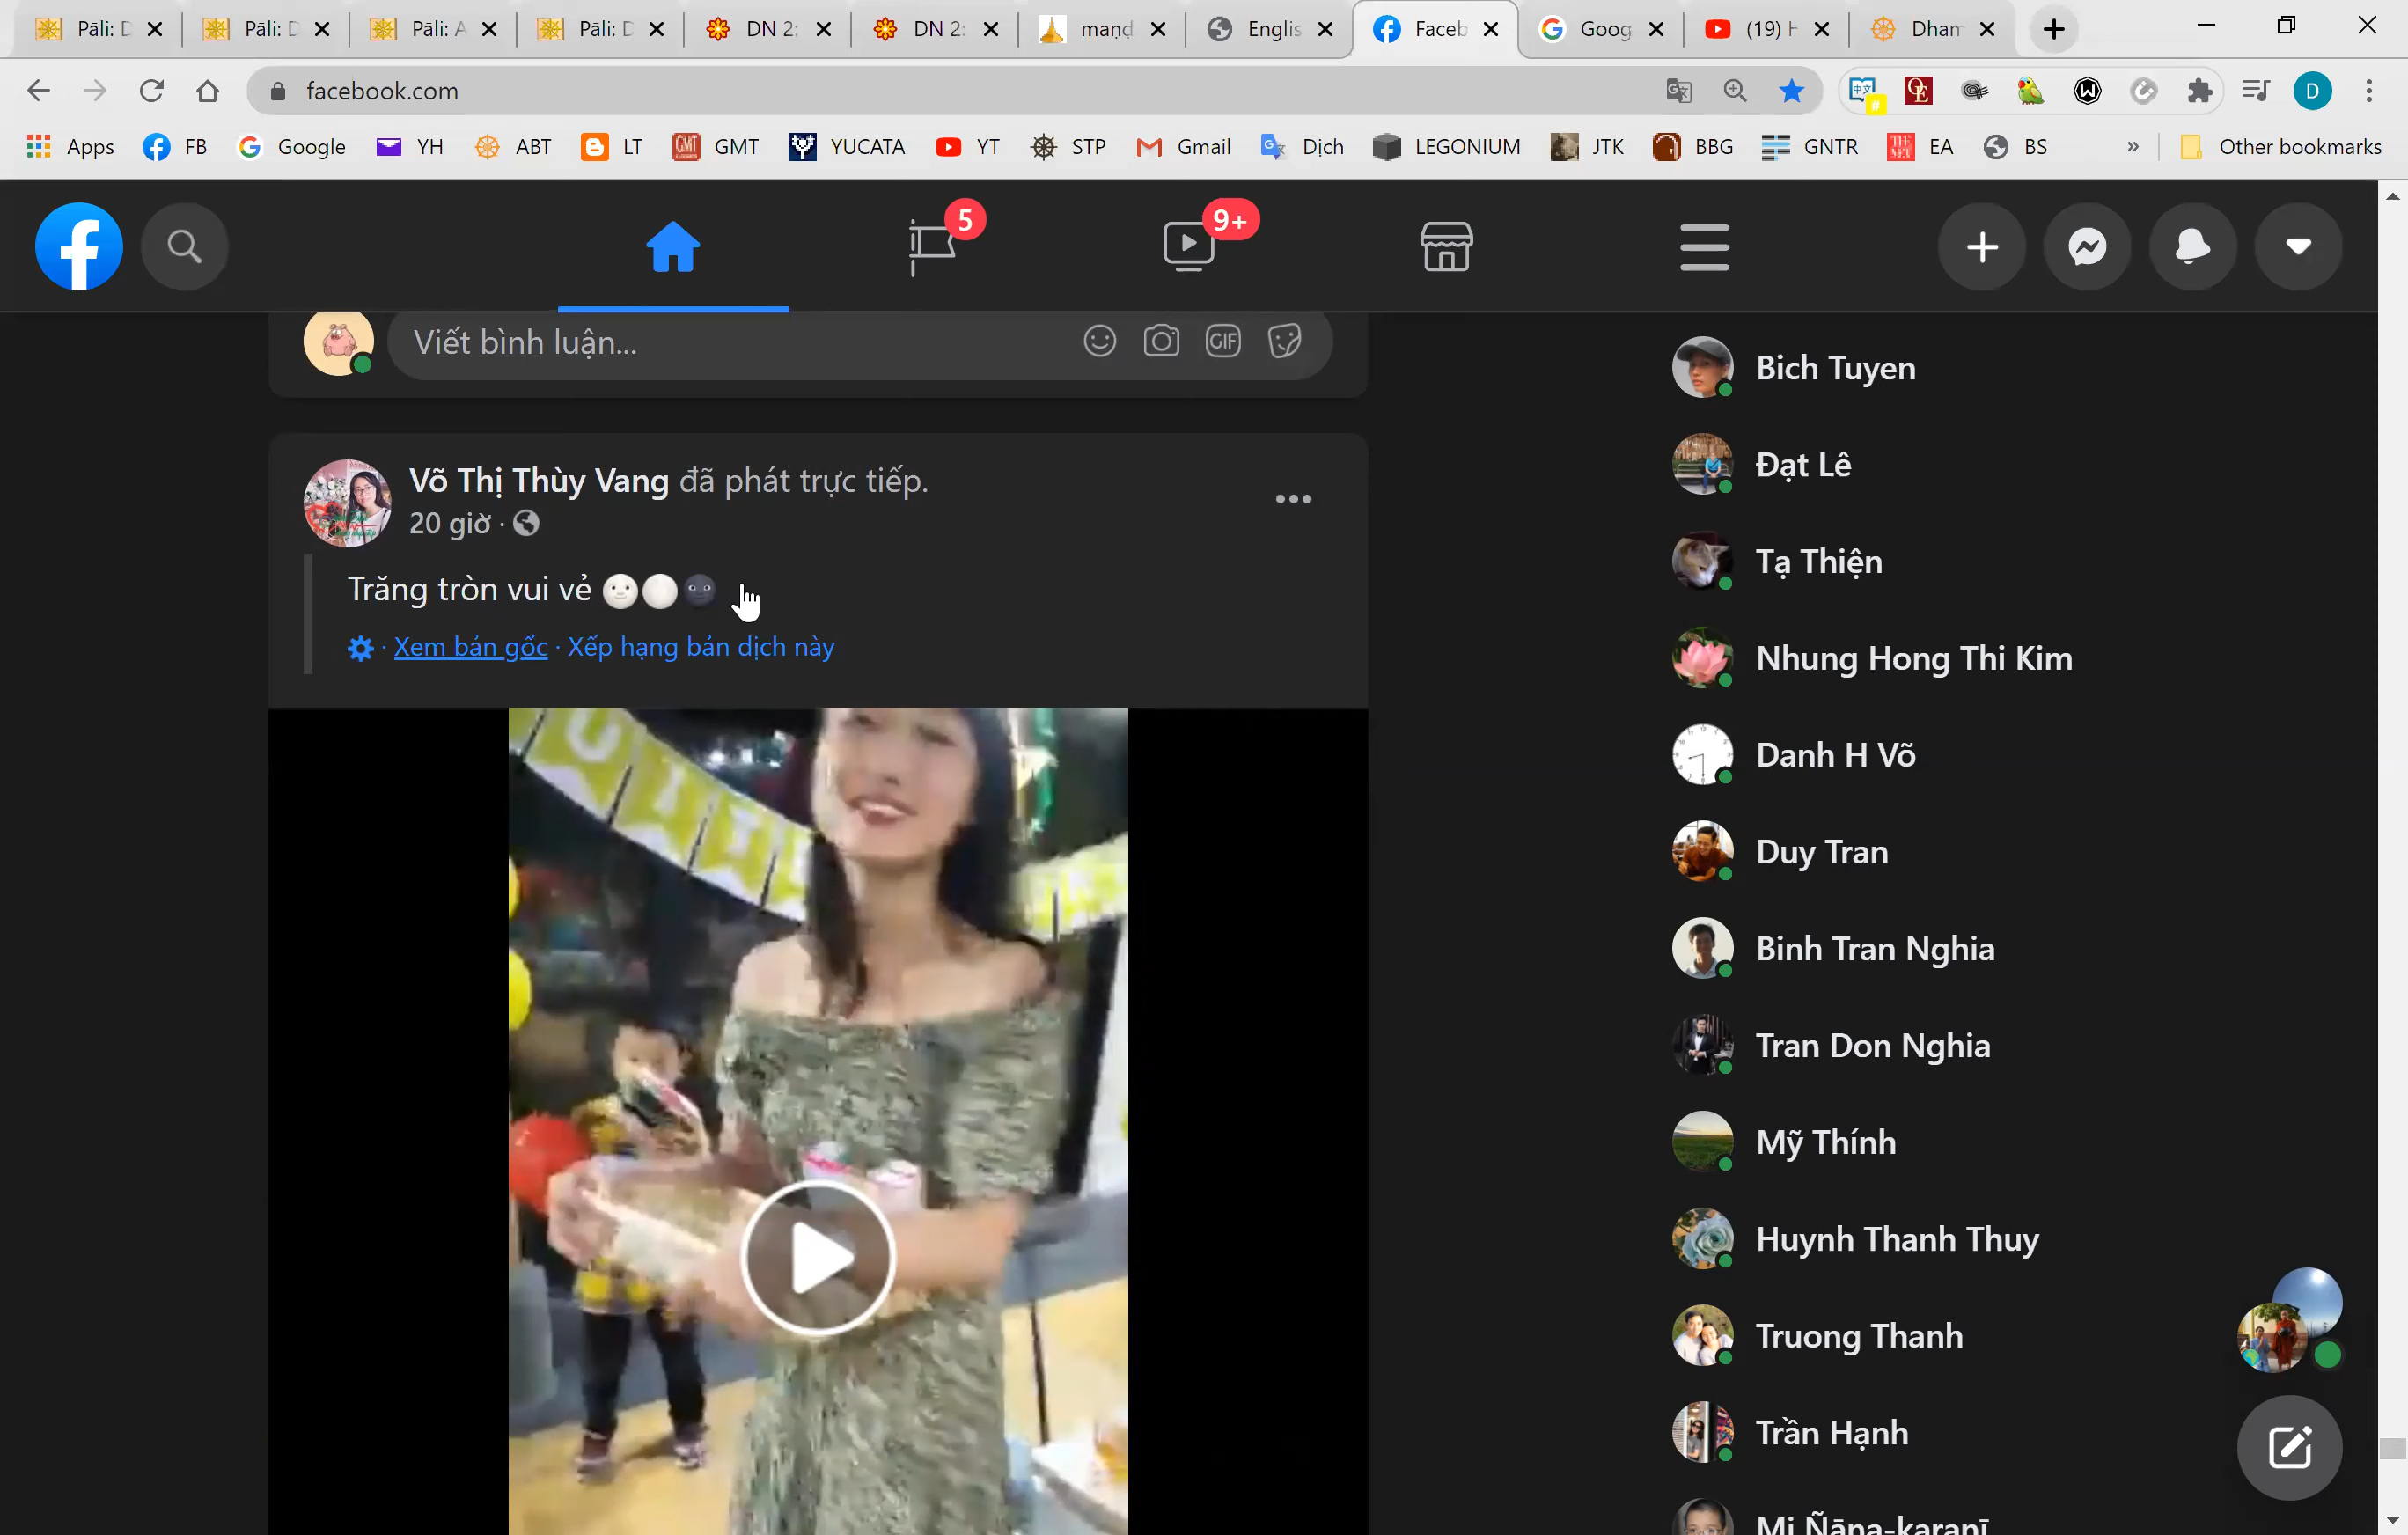 Pāli: D
Pāli: D
Pāli: A
Pāli: D
DN 2:
DN 2:
maṇḍ
Englis
Faceb
Goog
(19) H
Dham
facebook.com
D
Apps
FB
Google
YH
ABT
LT
GMT
YUCATA
YT
STP
Gmail
Dịch
LEGONIUM
JTK
BBG
GNTR
EA
BS
»
Other bookmarks
5
9+
Viết bình luận...
GIF
Võ Thị Thùy Vang đã phát trực tiếp.
20 giờ ·
Trăng tròn vui vẻ 🌝🌕🌚
· Xem bản gốc · Xếp hạng bản dịch này
Bich Tuyen
Đạt Lê
Tạ Thiện
Nhung Hong Thi Kim
Danh H Võ
Duy Tran
Binh Tran Nghia
Tran Don Nghia
Mỹ Thính
Huynh Thanh Thuy
Truong Thanh
Trần Hạnh
Mi Ñāna-karanī